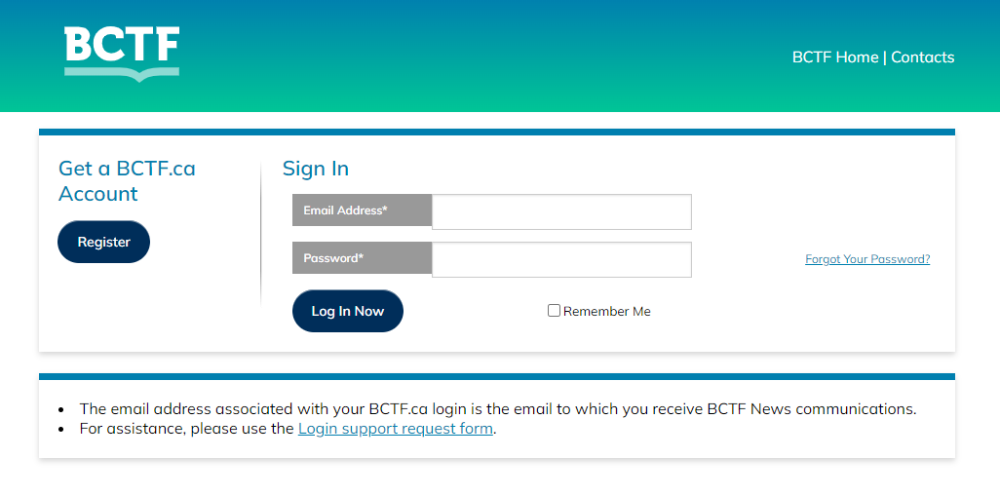 BCTF
BCTF Home | Contacts
Get a BCTF.ca
Account
Register
Sign In
Email Address*
Password*
Forgot Your Password?
Log In Now
Remember Me
• The email address associated with your BCTF.ca login is the email to which you receive BCTF News communications.
• For assistance, please use the Login support request form.